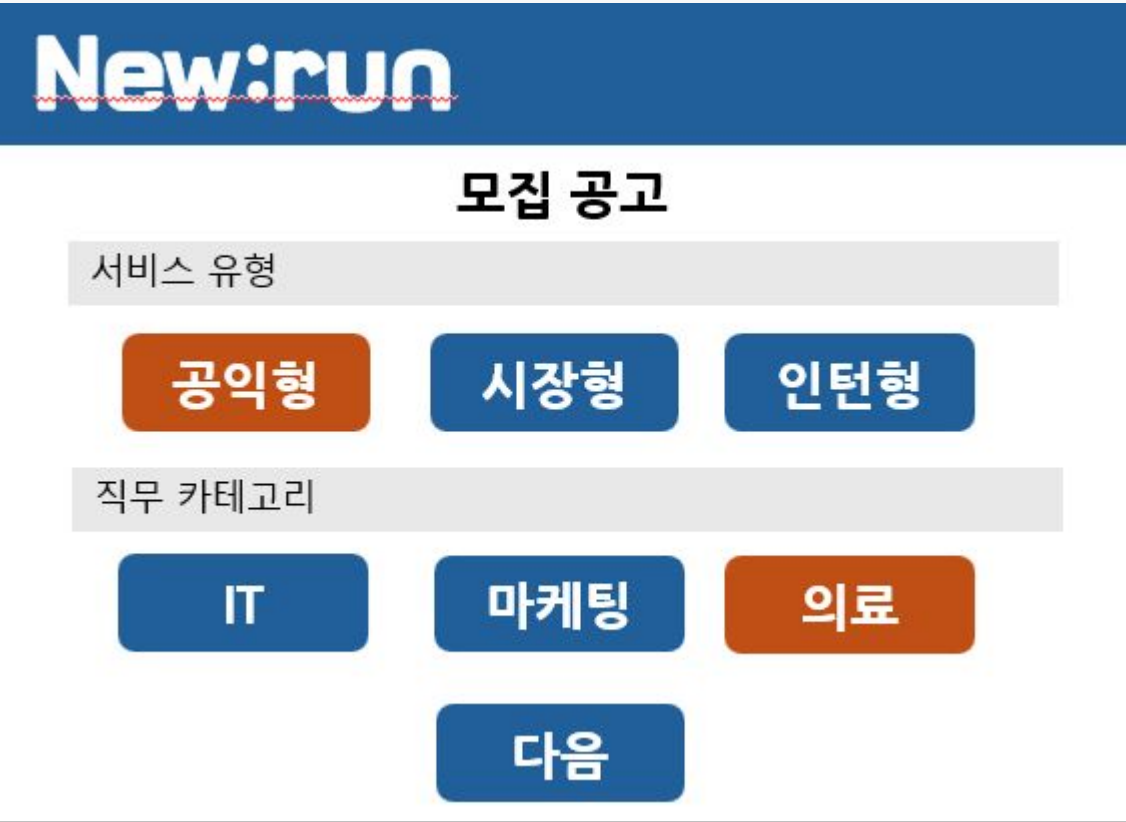 New:run
모집 공고
서비스 유형
공익형 시장형 인턴형
직무 카테고리
IT 마케팅 의료
다음